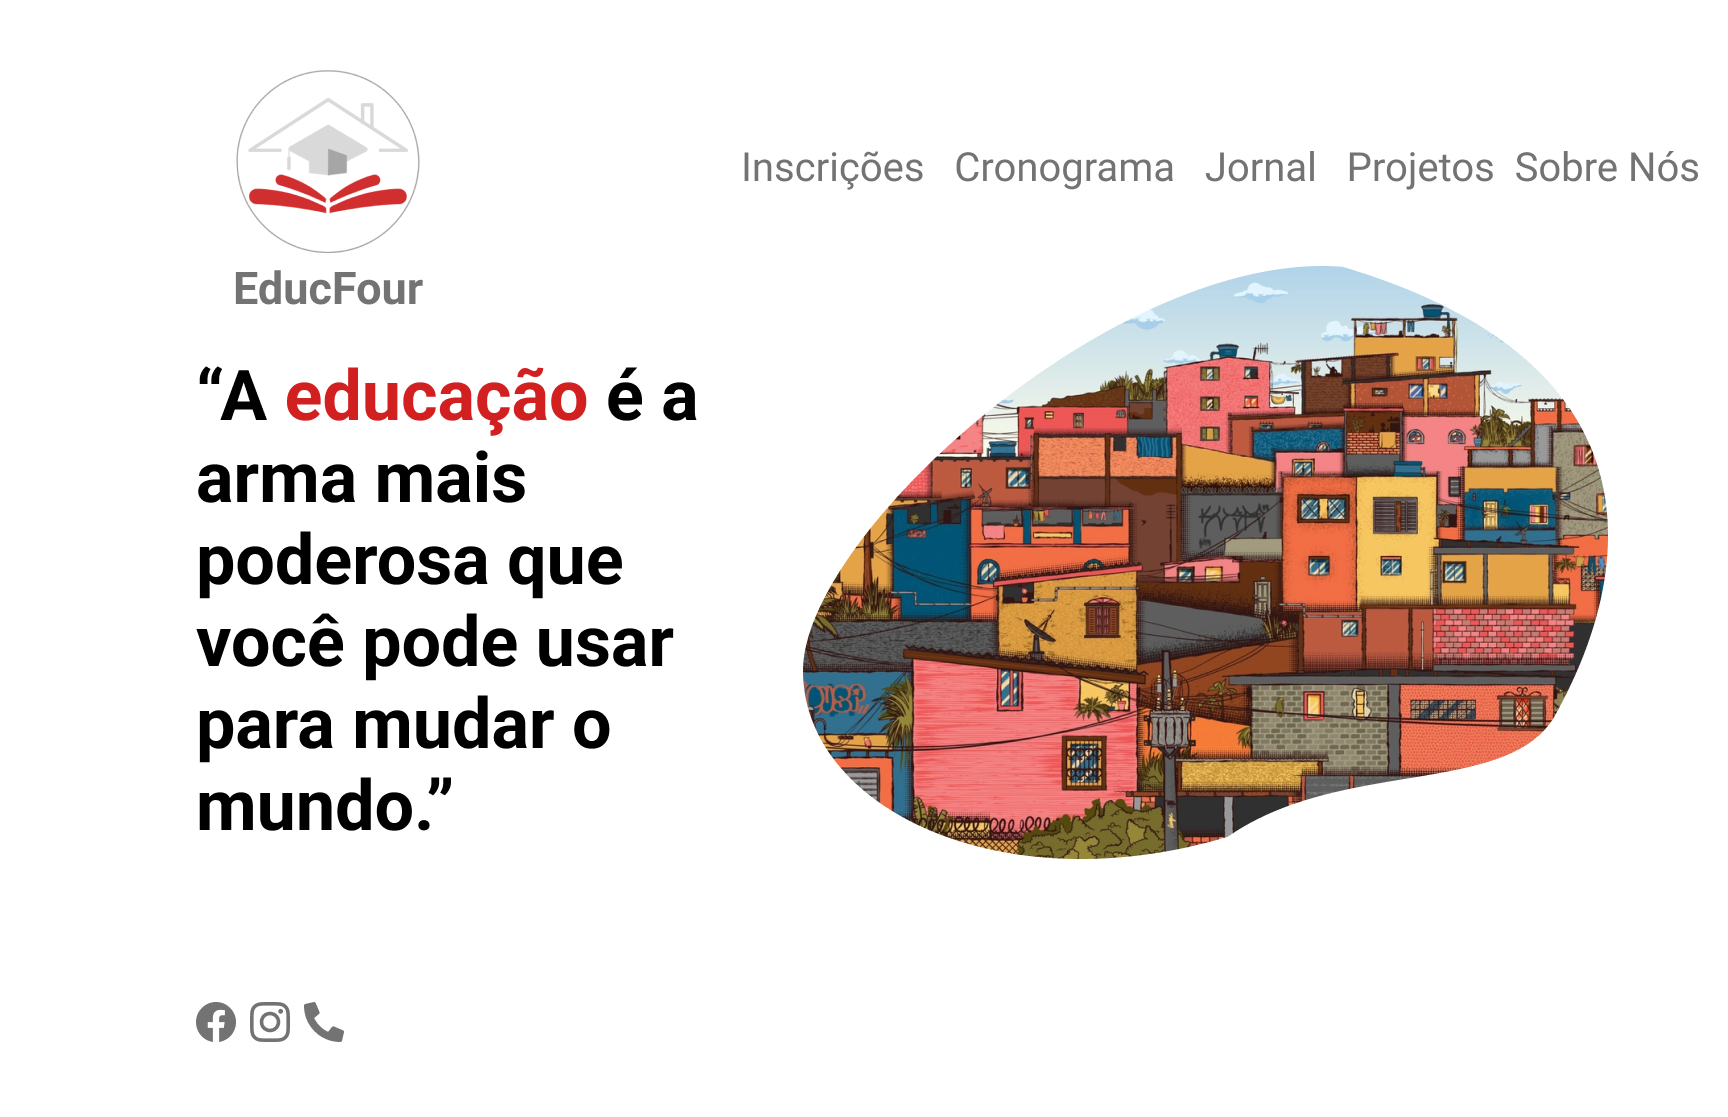 Inscrições Cronograma Jornal Projetos Sobre Nós
EducFour
“A educação é a
arma mais
poderosa que
você pode usar
para mudar o
mundo.”